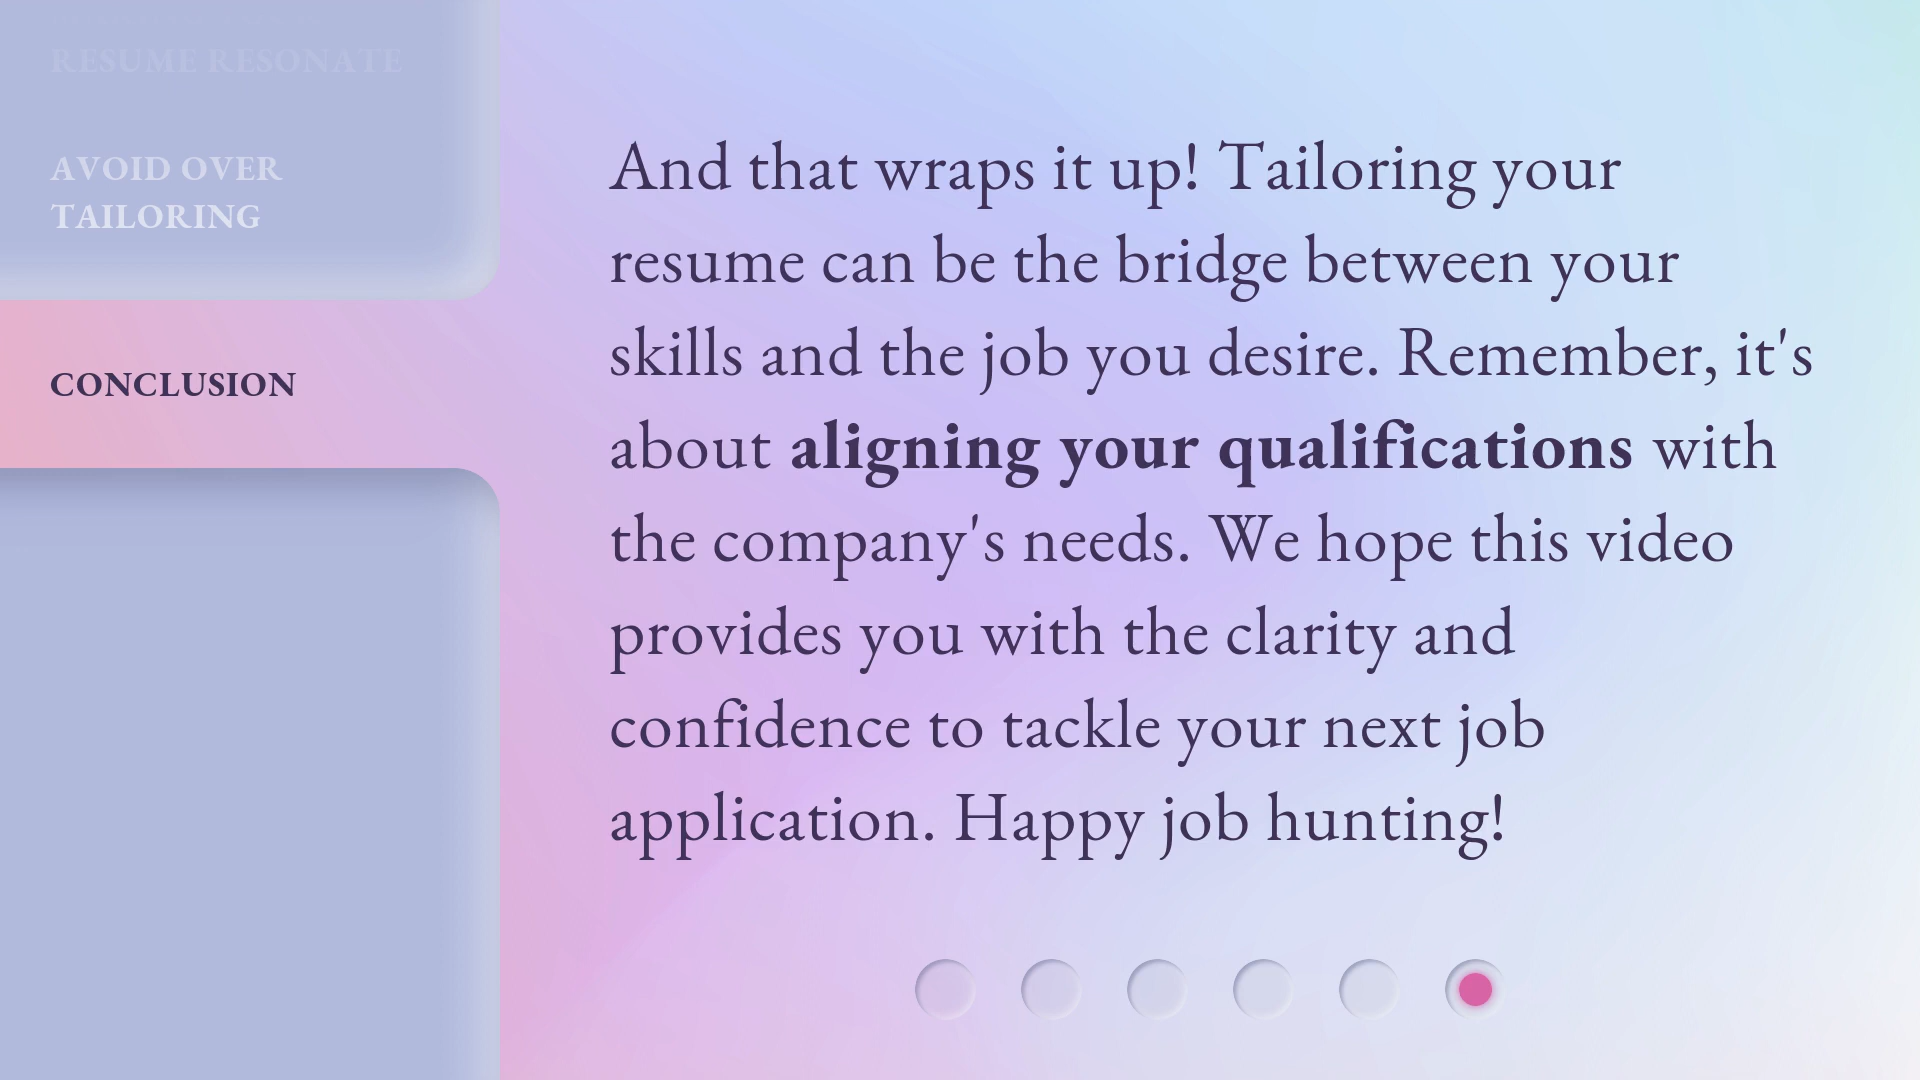 RESUME RESONATE
AVOID OVER
TAILORING
CONCLUSION
And that wraps it up! Tailoring your
resume can be the bridge between your
skills and the job you desire. Remember, it's
about aligning your qualifications with
the company's needs. We hope this video
provides you with the clarity and
confidence to tackle your next job
application. Happy job hunting!